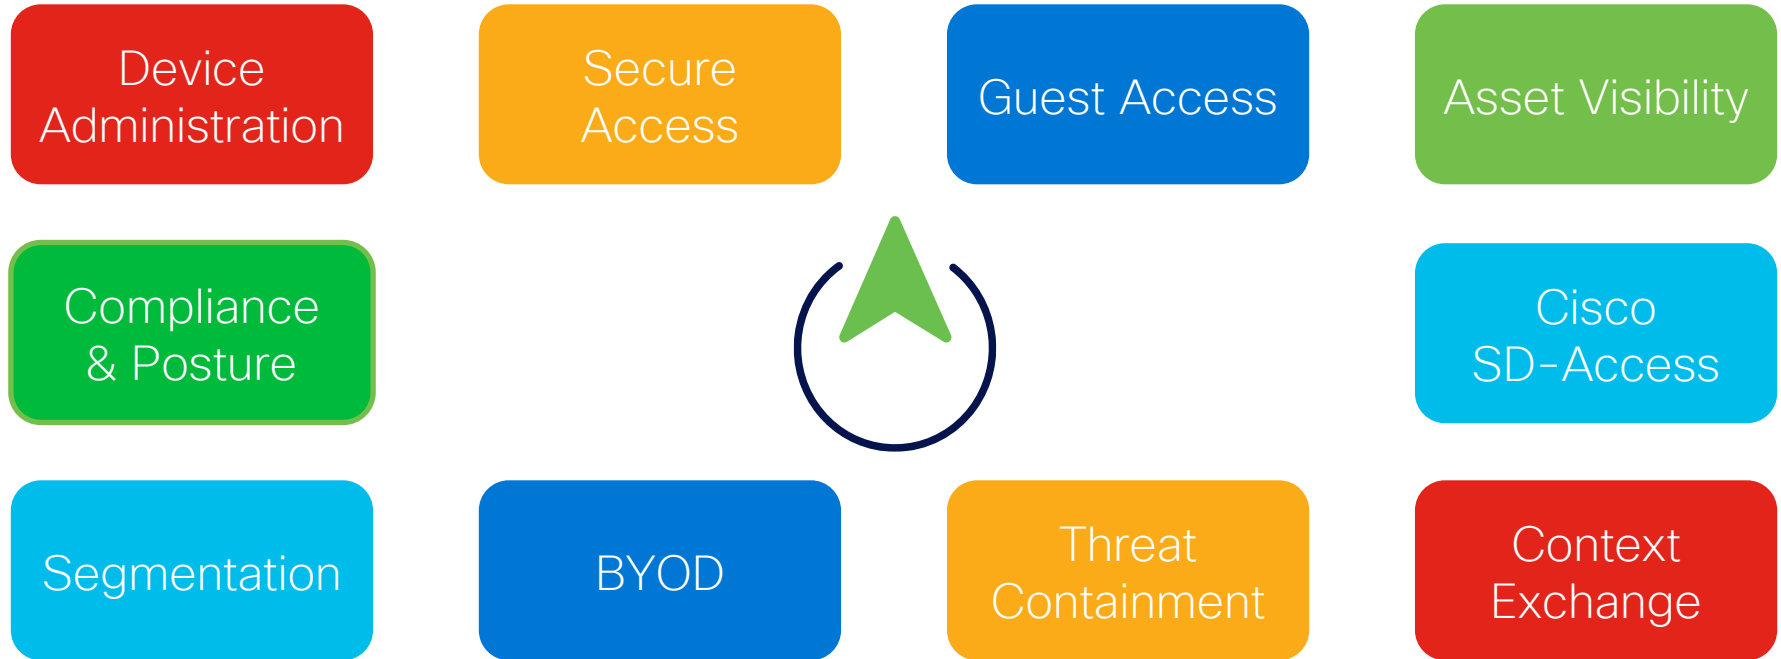 Device
Administration
Secure
Access
Guest Access
Asset Visibility
Compliance
& Posture
Cisco
SD-Access
Segmentation
BYOD
Threat
Containment
Context
Exchange